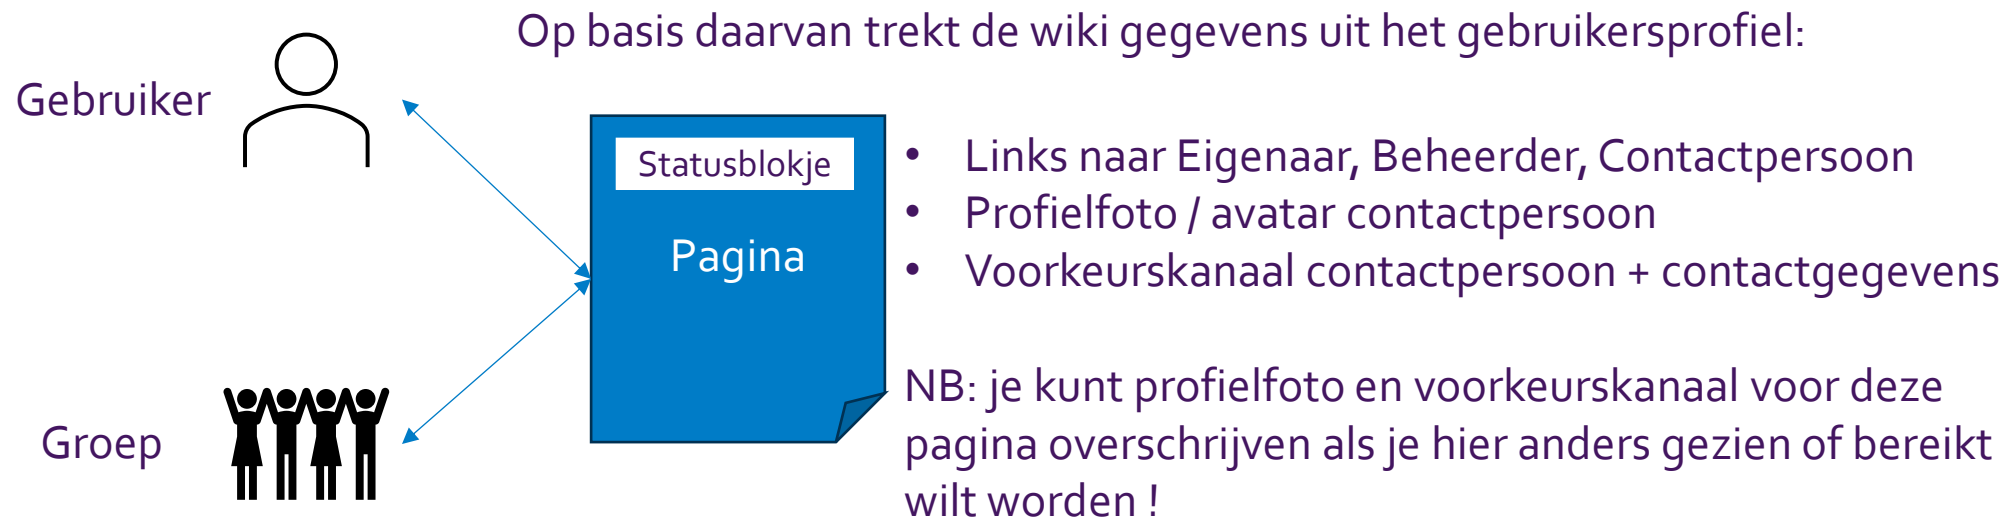 Op basis daarvan trekt de wiki gegevens uit het gebruikersprofiel:
Gebruiker
Statusblokje
Pagina
• Links naar Eigenaar, Beheerder, Contactpersoon
• Profielfoto / avatar contactpersoon
• Voorkeurskanaal contactpersoon + contactgegevens
Groep
NB: je kunt profielfoto en voorkeurskanaal voor deze
pagina overschrijven als je hier anders gezien of bereikt
wilt worden !